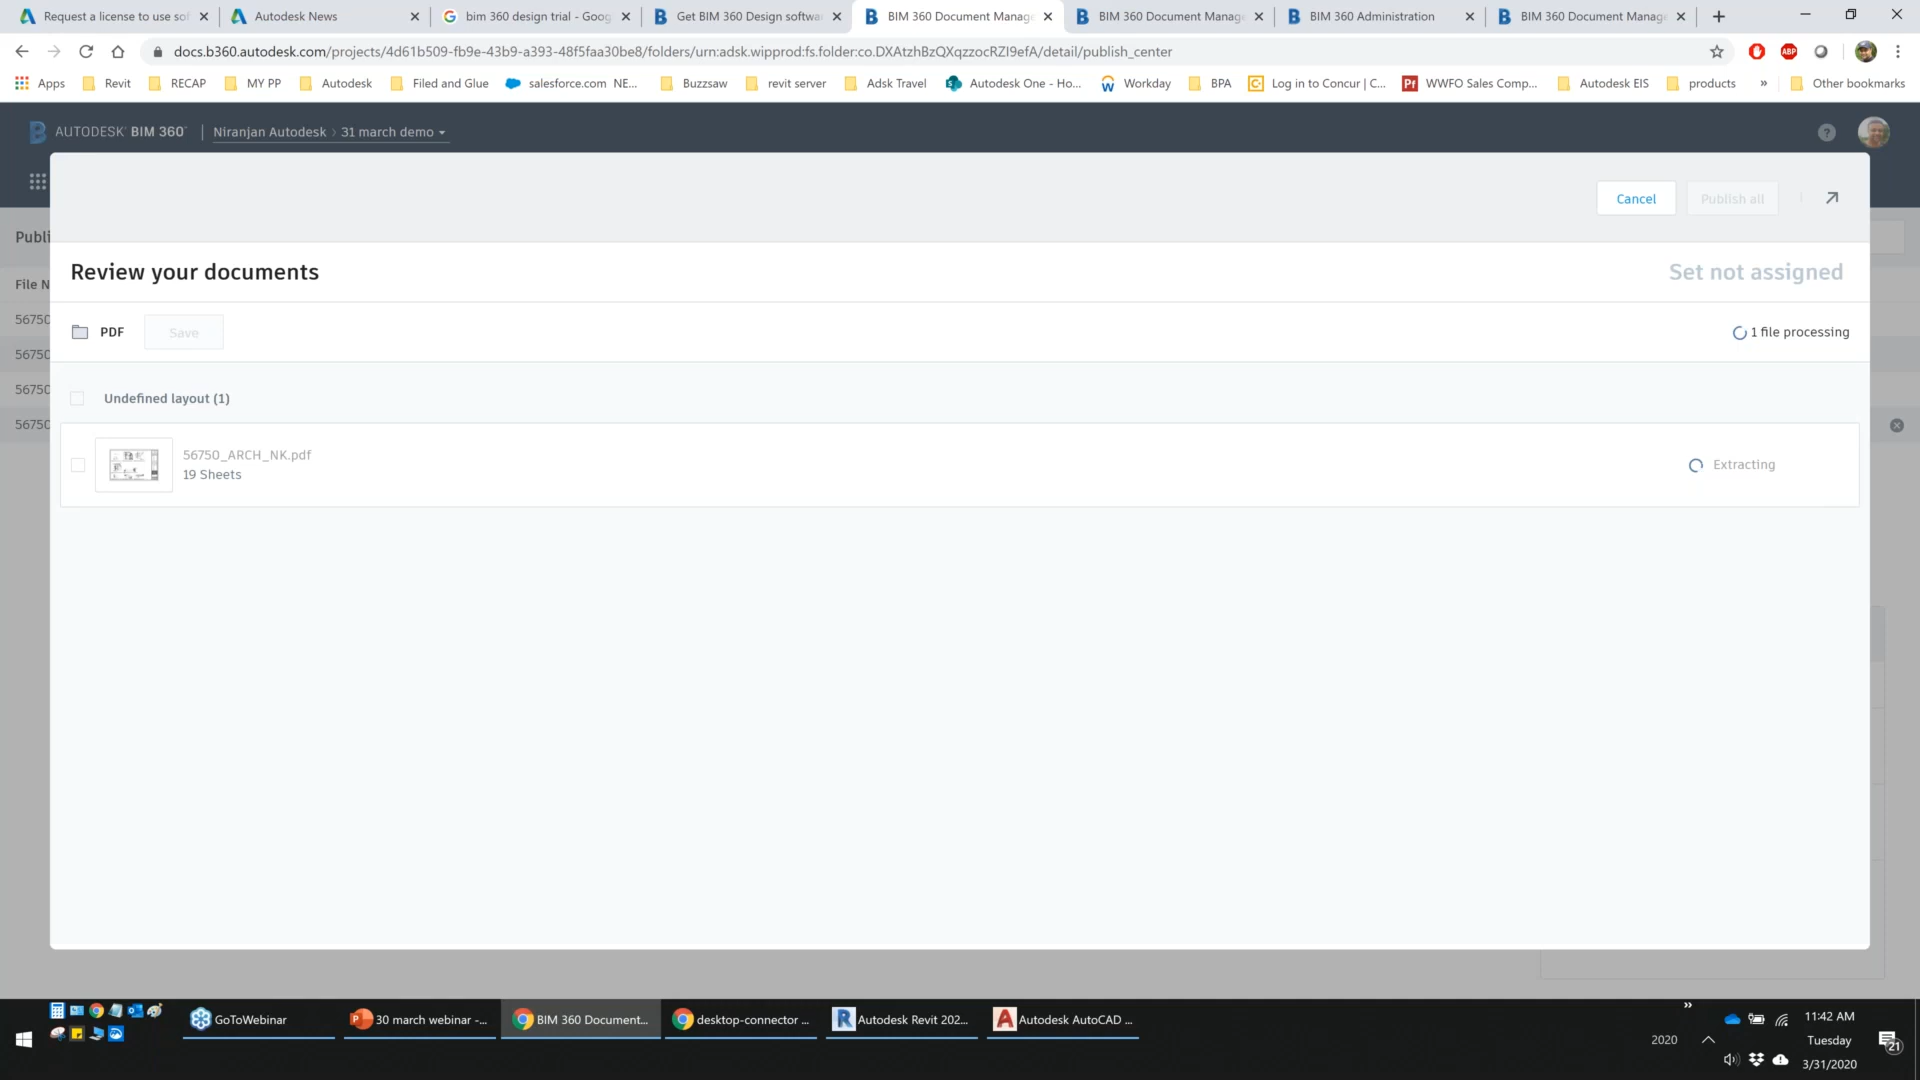 Request a license to use sof
Autodesk News
bim 360 design trial - Goog
Get BIM 360 Design softwa
BIM 360 Document Manag
BIM 360 Document Manag
BIM 360 Administration
BIM 360 Document Manag
docs.b360.autodesk.com/projects/4d61b509-fb9e-43b9-a393-48f5faa30be8/folders/urn:adsk.wipprod:fs.folder:co.DXAtzhBzQXqzzocRZI9efA/detail/publish_center
ABP
Apps
Revit
RECAP
MY PP
Autodesk
Filed and Glue
salesforce.com NE...
Buzzsaw
revit server
Adsk Travel
Autodesk One - Ho...
Workday
BPA
Log in to Concur | C...
WWFO Sales Comp...
Autodesk EIS
products
»
Other bookmarks
AUTODESK BIM 360
Niranjan Autodesk > 31 march demo
Cancel
Publish all
Publi
Review your documents
Set not assigned
File N
PDF
Save
1 file processing
56750
56750
56750
56750
Undefined layout (1)
56750_ARCH_NK.pdf
19 Sheets
Extracting
GoToWebinar
30 march webinar -...
BIM 360 Document...
desktop-connector ...
Autodesk Revit 202...
Autodesk AutoCAD ...
»
2020
11:42 AM
Tuesday
3/31/2020
21